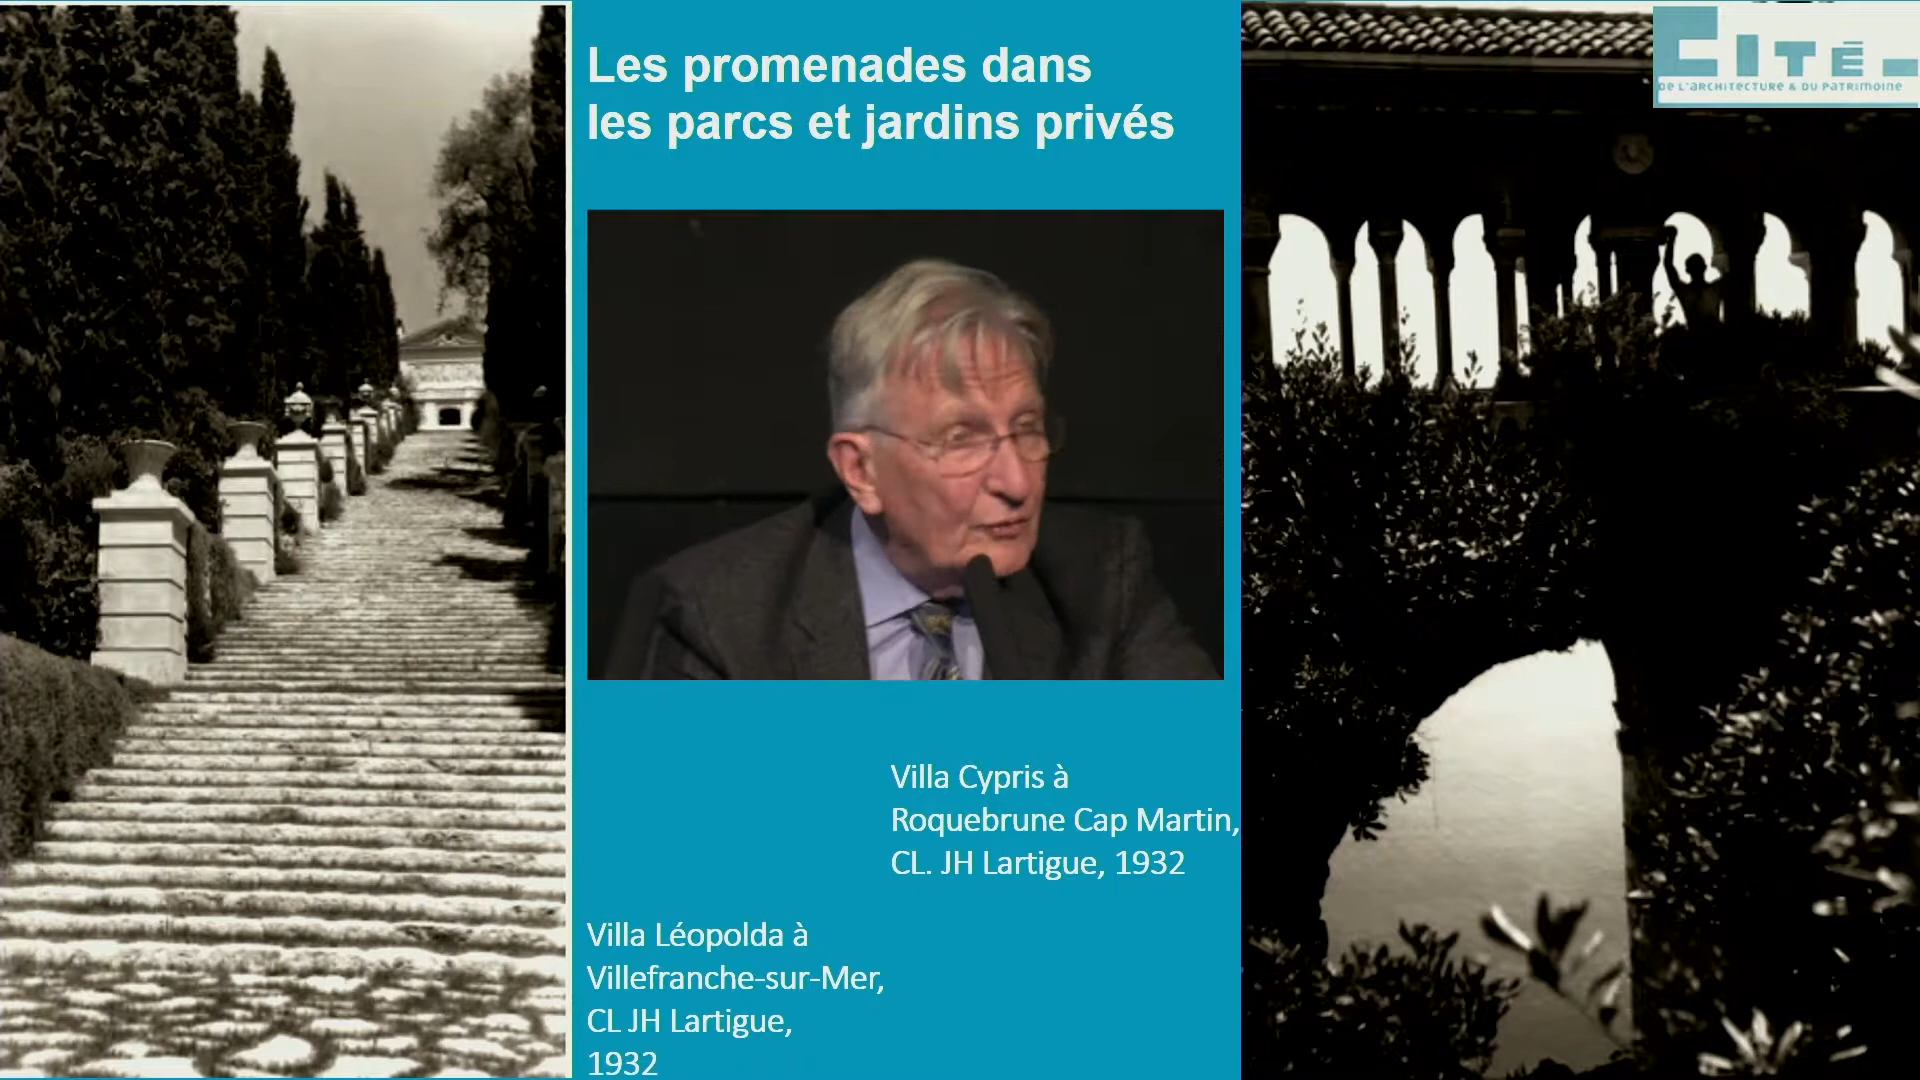 Les promenades dans
les parcs et jardins privés
CITÉ_
DE L'ARCHITECTURE & DU PATRIMOINE
Villa Cypris à
Roquebrune Cap Martin,
CL. JH Lartigue, 1932
Villa Léopolda à
Villefranche-sur-Mer,
CL JH Lartigue,
1932